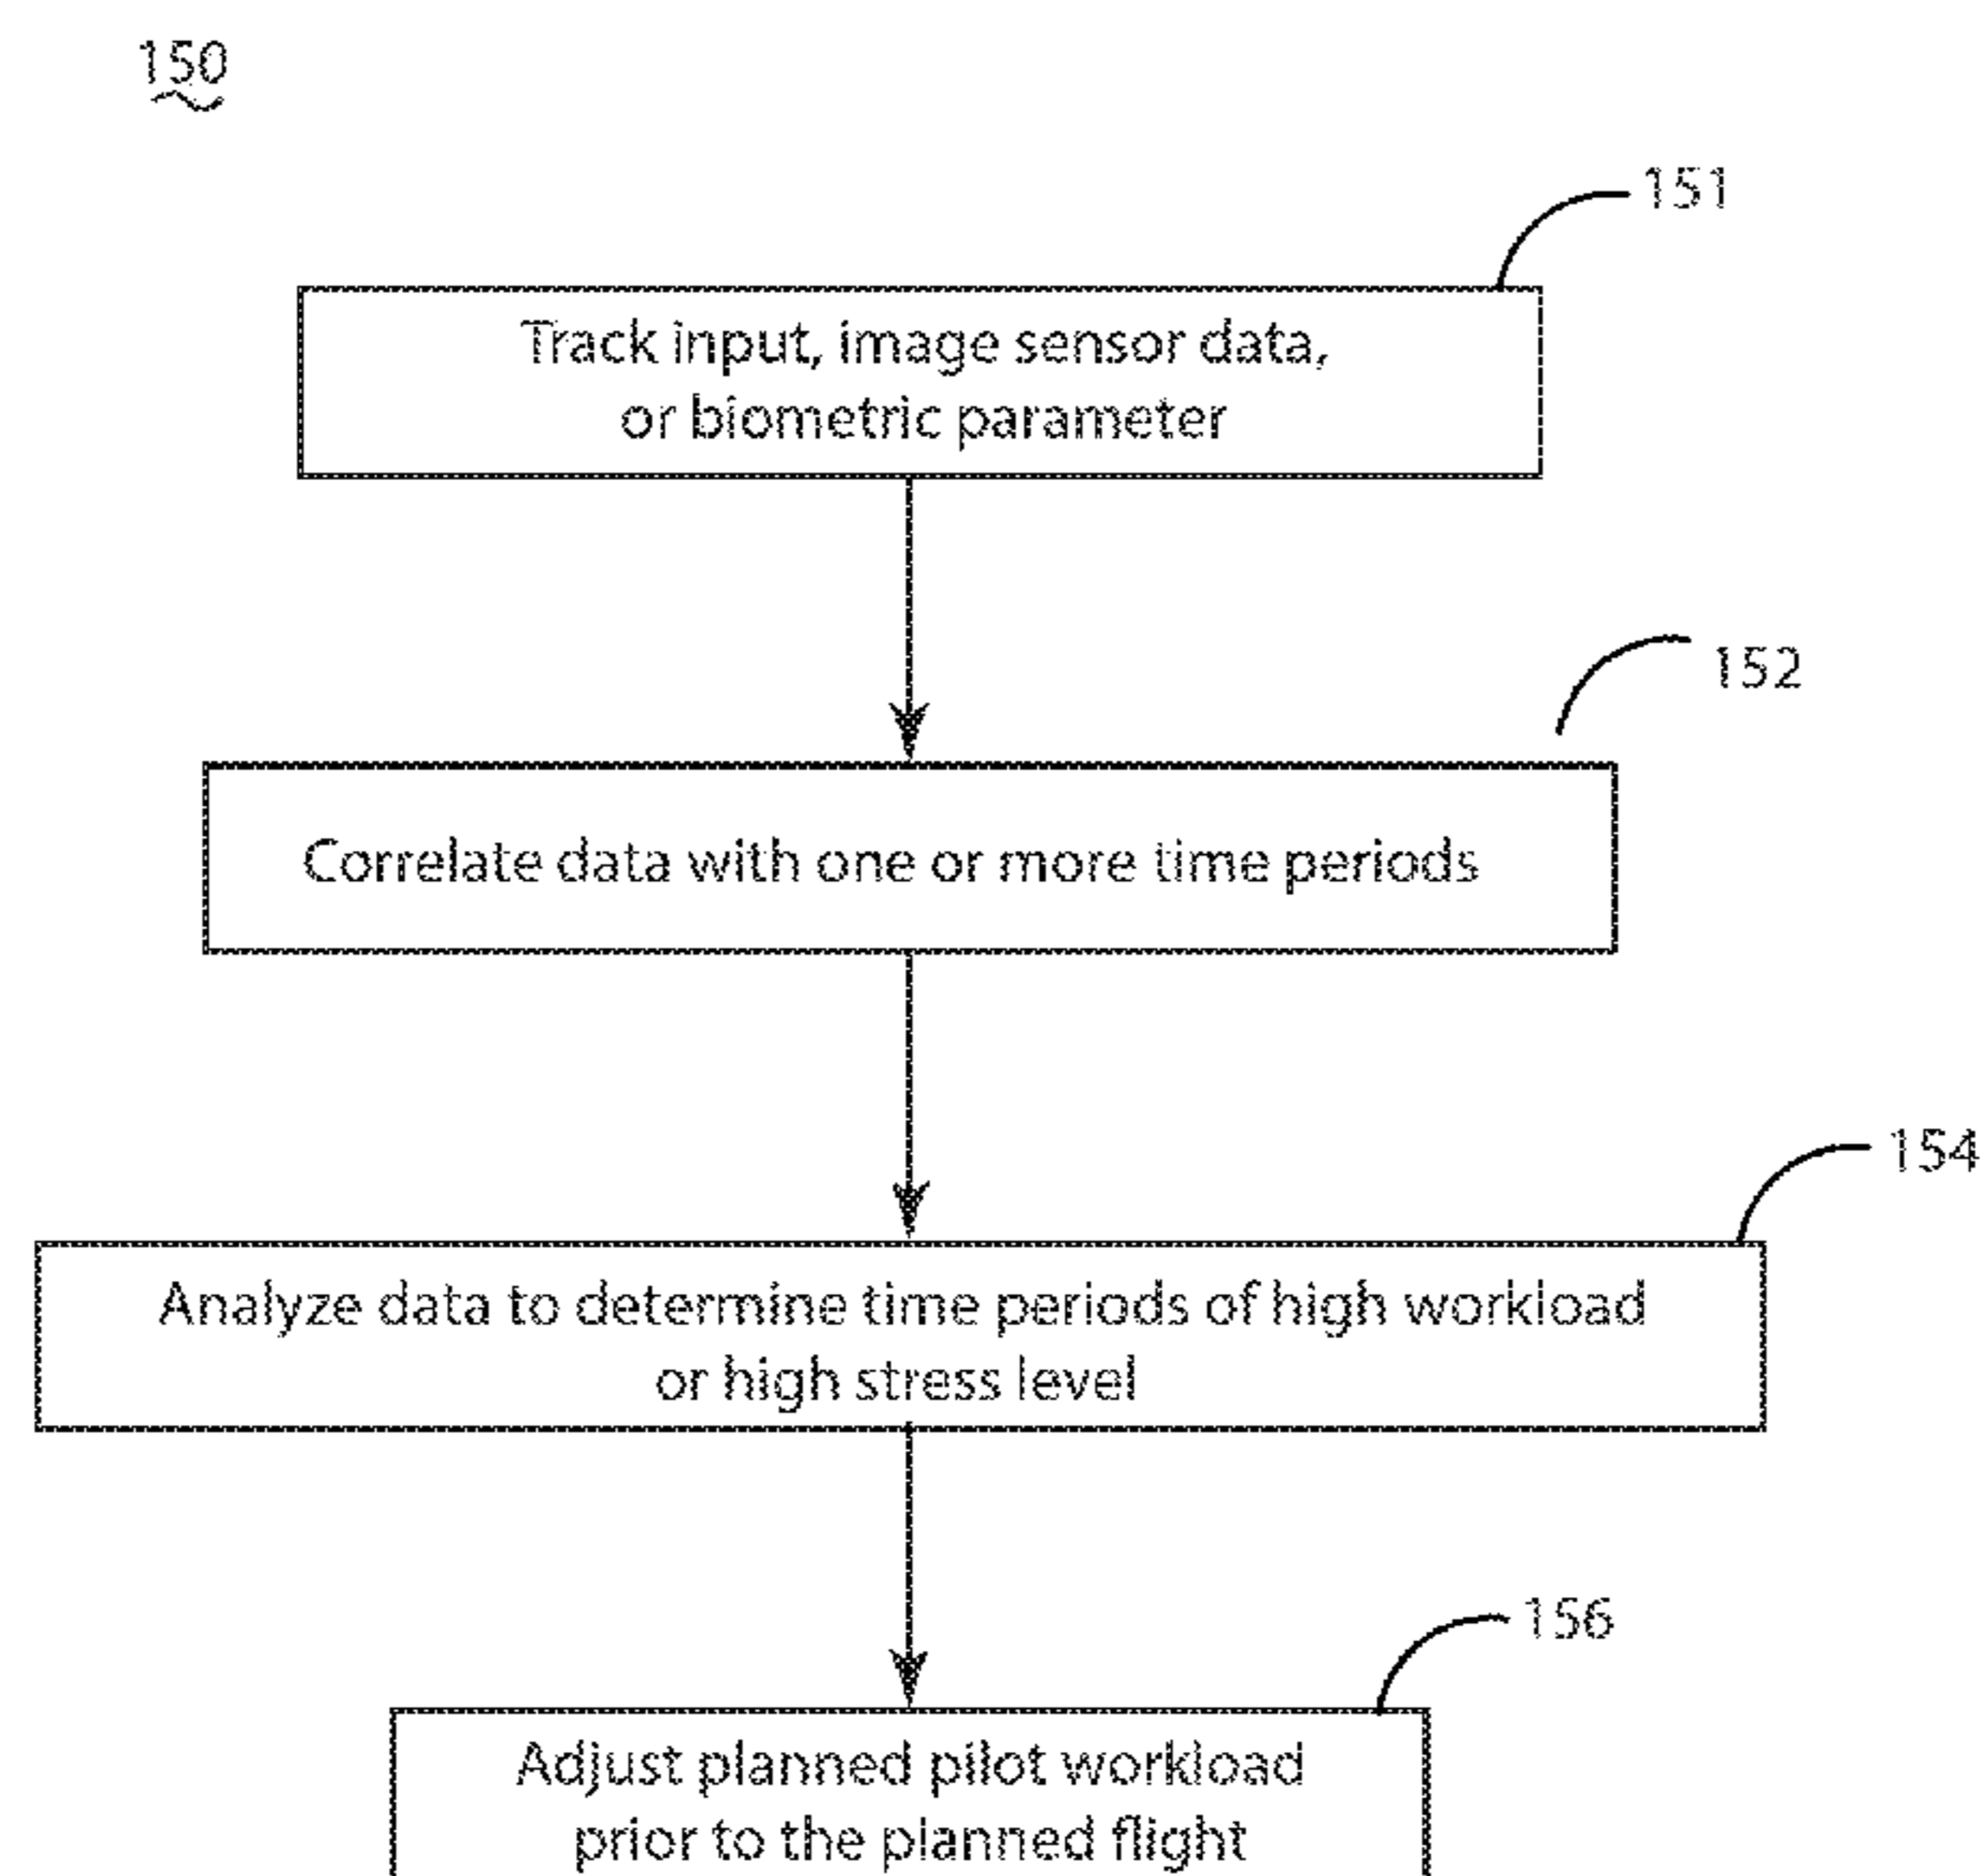 150
151
Track input, image sensor data,
or biometric parameter
152
Correlate data with one or more time periods
154
Analyze data to determine time periods of high workload
or high stress level
156
Adjust planned pilot workload
prior to the planned flight